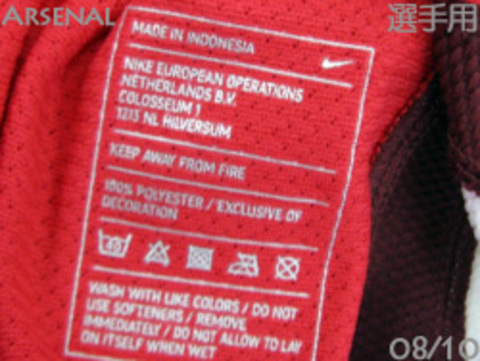 ARSENAL
選手用
MADE IN INDONESIA
NIKE EUROPEAN OPERATIONS
NETHERLANDS B.V.
COLOSSEUM 1
1213 NL HILVERSUM
KEEP AWAY FROM FIRE
100% POLYESTER / EXCLUSIVE OF
DECORATION
WASH WITH LIKE COLORS / DO NOT
USE SOFTENERS / REMOVE
IMMEDIATELY / DO NOT ALLOW TO LAY
ON ITSELF WHEN WET
08/10